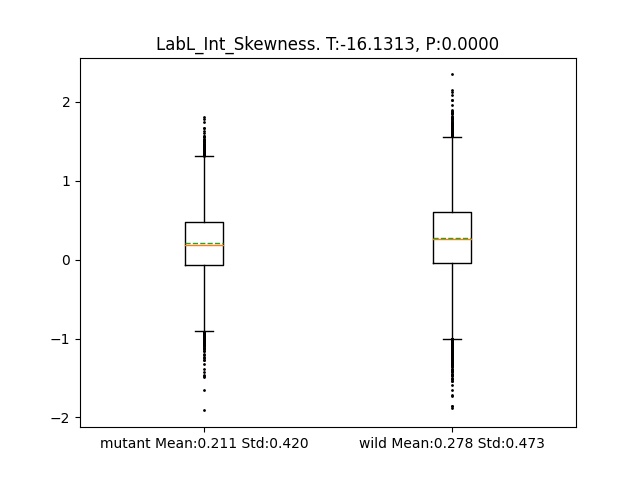 LabL_Int_Skewness. T:-16.1313, P:0.0000
2
1
0
−1
−2
mutant Mean:0.211 Std:0.420
wild Mean:0.278 Std:0.473